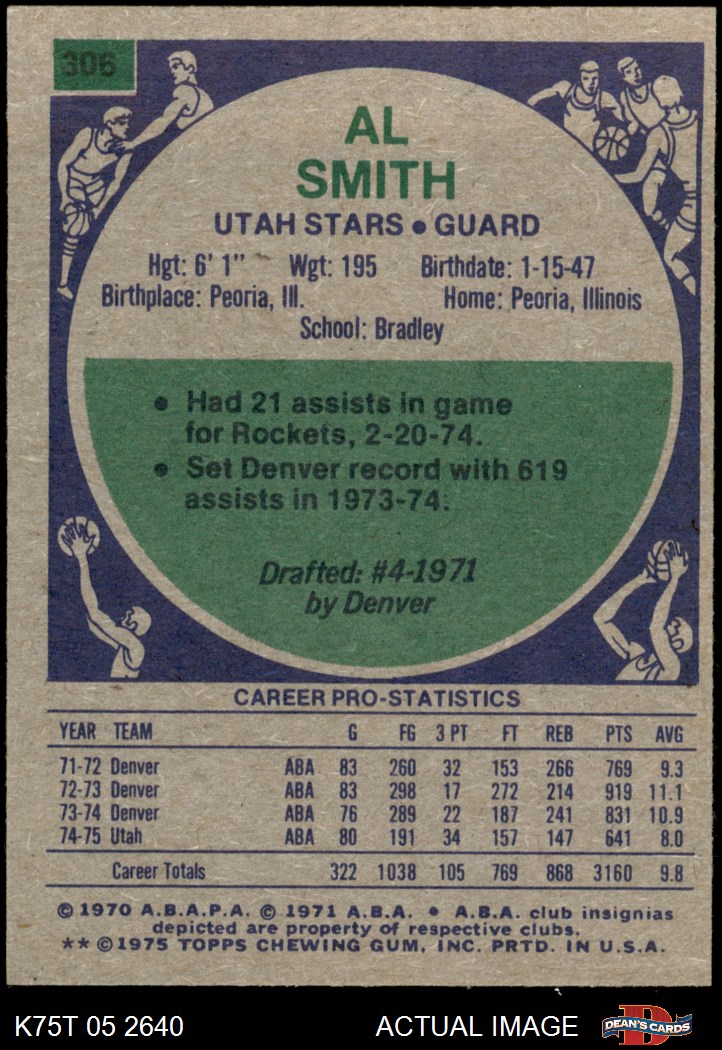 306
AL
SMITH
UTAH STARS • GUARD
Hgt: 6' 1" Wgt: 195 Birthdate: 1-15-47
Birthplace: Peoria, Ill. Home: Peoria, Illinois
School: Bradley
• Had 21 assists in game
for Rockets, 2-20-74.
• Set Denver record with 619
assists in 1973-74.
Drafted: #4-1971
by Denver
CAREER PRO-STATISTICS
YEAR TEAM G FG 3 PT FT REB PTS AVG
71-72 Denver ABA 83 260 32 153 266 769 9.3
72-73 Denver ABA 83 298 17 272 214 919 11.1
73-74 Denver ABA 76 289 22 187 241 831 10.9
74-75 Utah ABA 80 191 34 157 147 641 8.0
Career Totals 322 1038 105 769 868 3160 9.8
© 1970 A.B.A.P.A. © 1971 A.B.A. • A.B.A. club insignias
depicted are property of respective clubs.
** © 1975 TOPPS CHEWING GUM, INC. PRTD. IN U.S.A.
K75T 05 2640 ACTUAL IMAGE D DEAN'S CARDS